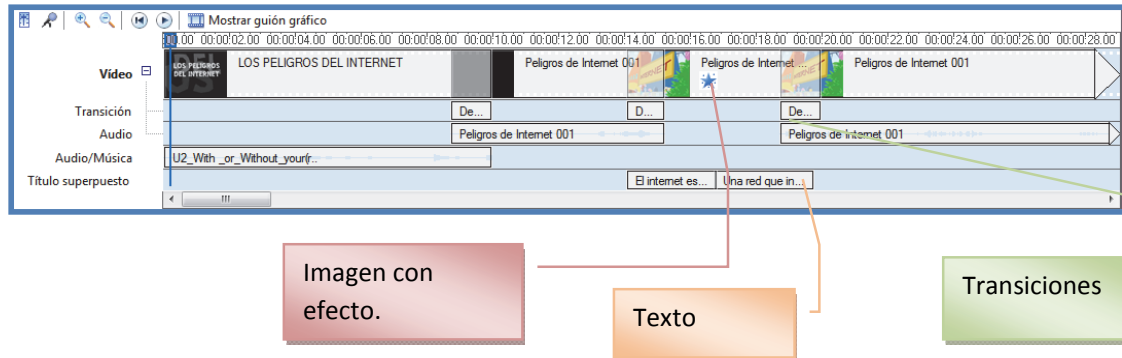 Mostrar guión gráfico
00:00 00:00:02.00 00:00:04.00 00:00:06.00 00:00:08.00 00:00:10.00 00:00:12.00 00:00:14.00 00:00:16.00 00:00:18.00 00:00:20.00 00:00:22.00 00:00:24.00 00:00:26.00 00:00:28.00
Vídeo
LOS PELIGROS
DEL INTERNET
LOS PELIGROS DEL INTERNET
Peligros de Internet 001
Peligros de Internet ...
Peligros de Internet 001
Transición
De...
D...
De...
Audio
Peligros de Internet 001
Peligros de Internet 001
Audio/Música
U2_With _or_Without_your(r..
Título superpuesto
El internet es...
Una red que in...
Imagen con
efecto.
Texto
Transiciones